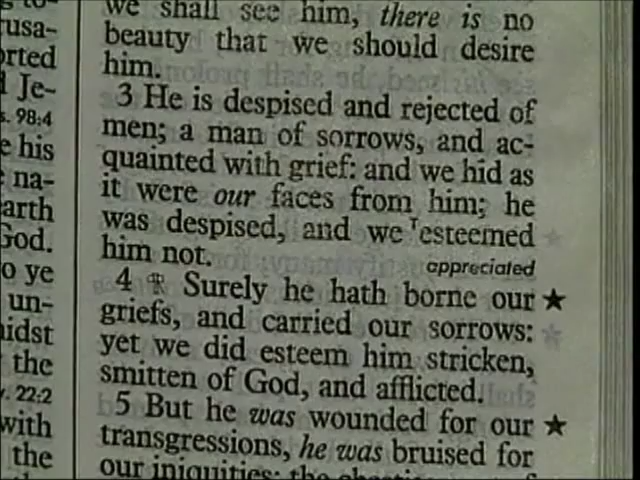 rusa-
orted
Je-
98:4
his
na-
arth
God.
o ye
un-
idst
the
22:2
with
the
we shall see him, there is no
beauty that we should desire
him.
3 He is despised and rejected of
men; a man of sorrows, and ac-
quainted with grief: and we hid as
it were our faces from him; he
was despised, and we ᵀesteemed
him not.
appreciated
4 Surely he hath borne our ★
griefs, and carried our sorrows:
yet we did esteem him stricken,
smitten of God, and afflicted.
5 But he was wounded for our ★
transgressions, he was bruised for
our iniquities: the